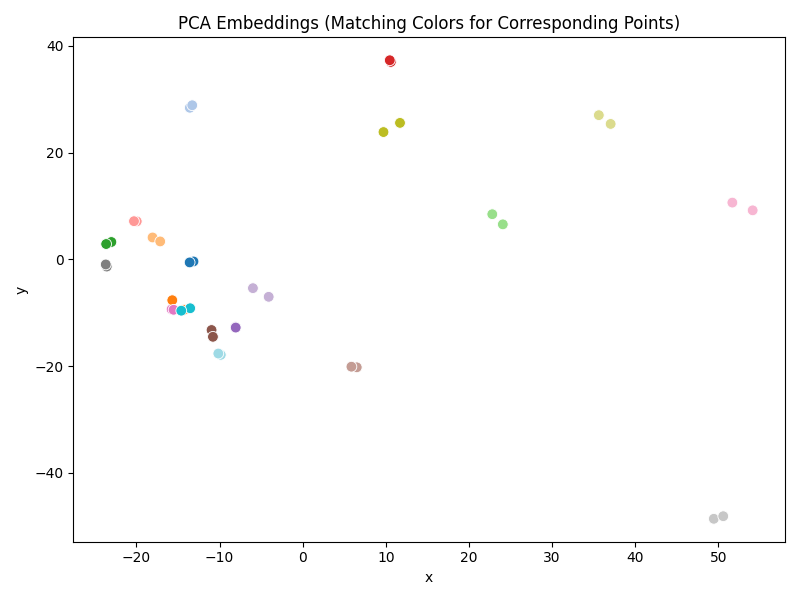 PCA Embeddings (Matching Colors for Corresponding Points)
40
20
0
−20
−40
y
−20 −10 0 10 20 30 40 50
x